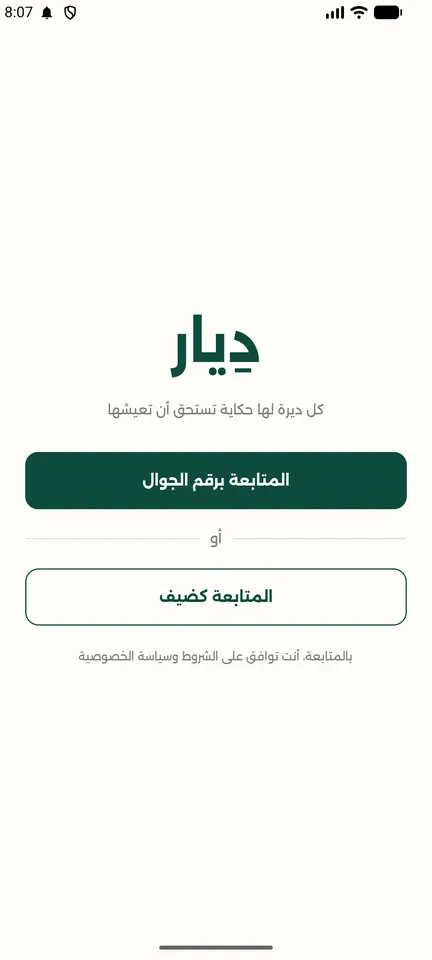 8:07
دِيار
كل ديرة لها حكاية تستحق أن تعيشها
المتابعة برقم الجوال
أو
المتابعة كضيف
بالمتابعة، أنت توافق على الشروط وسياسة الخصوصية